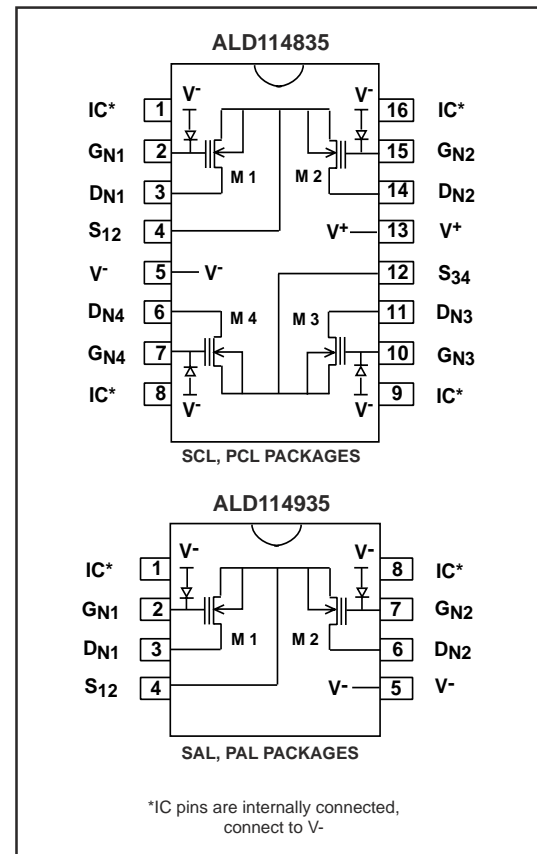 ALD114835
IC* 1 V- V- 16 IC*
GN1 2 15 GN2
M 1 M 2
DN1 3 14 DN2
S12 4 V+ 13 V+
V- 5 V- 12 S34
DN4 6 M 4 M 3 11 DN3
GN4 7 10 GN3
IC* 8 V- V- 9 IC*
SCL, PCL PACKAGES
ALD114935
IC* 1 V- V- 8 IC*
GN1 2 7 GN2
M 1 M 2
DN1 3 6 DN2
S12 4 V- 5 V-
SAL, PAL PACKAGES
*IC pins are internally connected,
connect to V-